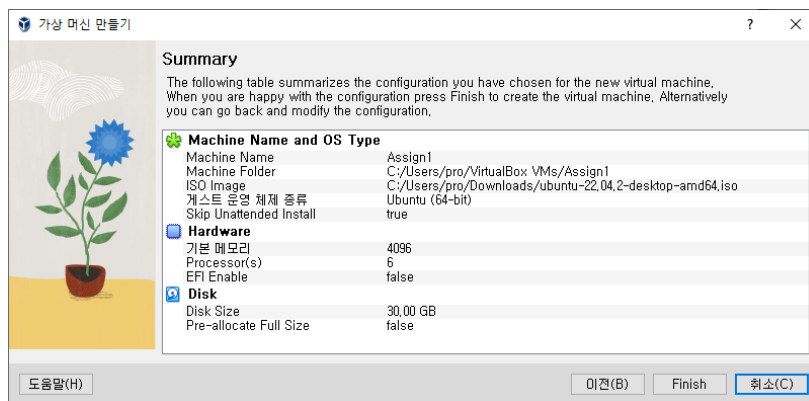 가상 머신 만들기
? ×
Summary
The following table summarizes the configuration you have chosen for the new virtual machine.
When you are happy with the configuration press Finish to create the virtual machine. Alternatively
you can go back and modify the configuration.
Machine Name and OS Type
Machine Name Assign1
Machine Folder C:/Users/pro/VirtualBox VMs/Assign1
ISO Image C:/Users/pro/Downloads/ubuntu-22.04.2-desktop-amd64.iso
게스트 운영 체제 종류 Ubuntu (64-bit)
Skip Unattended Install true
Hardware
기본 메모리 4096
Processor(s) 6
EFI Enable false
Disk
Disk Size 30.00 GB
Pre-allocate Full Size false
도움말(H) 이전(B) Finish 취소(C)